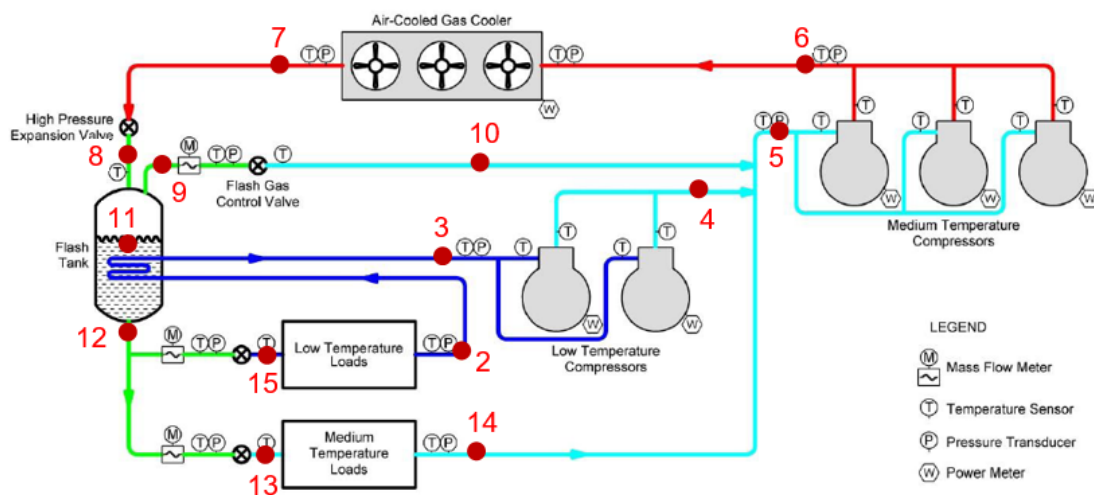 Air-Cooled Gas Cooler
7
6
T P
T P
T P
W
High Pressure
Expansion Valve
8
T
M
9
T P
T
Flash Gas
Control Valve
10
T P
5
T
T
T
T
T
T
W
W
W
Medium Temperature
Compressors
11
Flash
Tank
3
T P
4
T
T
T
T
W
W
Low Temperature
Compressors
12
M
T P
T
15
Low Temperature
Loads
T P
2
M
T P
T
13
Medium
Temperature
Loads
T P
14
LEGEND
M
Mass Flow Meter
T
Temperature Sensor
P
Pressure Transducer
W
Power Meter